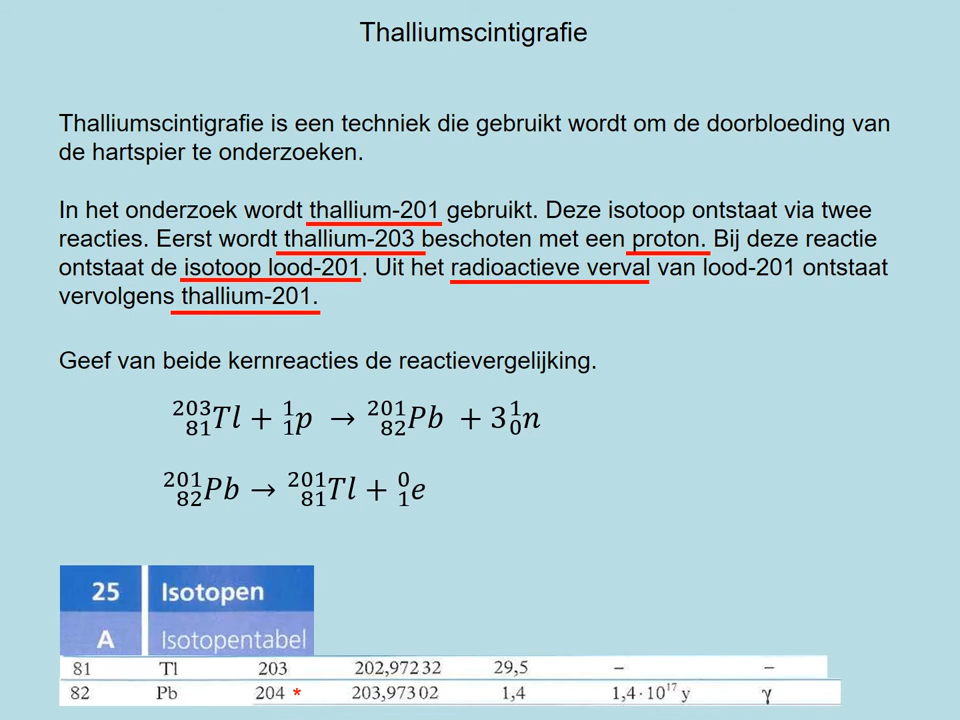 Thalliumscintigrafie
Thalliumscintigrafie is een techniek die gebruikt wordt om de doorbloeding van
de hartspier te onderzoeken.
In het onderzoek wordt thallium-201 gebruikt. Deze isotoop ontstaat via twee
reacties. Eerst wordt thallium-203 beschoten met een proton. Bij deze reactie
ontstaat de isotoop lood-201. Uit het radioactieve verval van lood-201 ontstaat
vervolgens thallium-201.
Geef van beide kernreacties de reactievergelijking.
²⁰³₈₁Tl + ¹₁p → ²⁰¹₈₂Pb + 3¹₀n
²⁰¹₈₂Pb → ²⁰¹₈₁Tl + ⁰₁e
25 Isotopen
A Isotopentabel
81 Tl 203 202,972 32 29,5 – –
82 Pb 204 * 203,973 02 1,4 1,4·10¹⁷ y γ